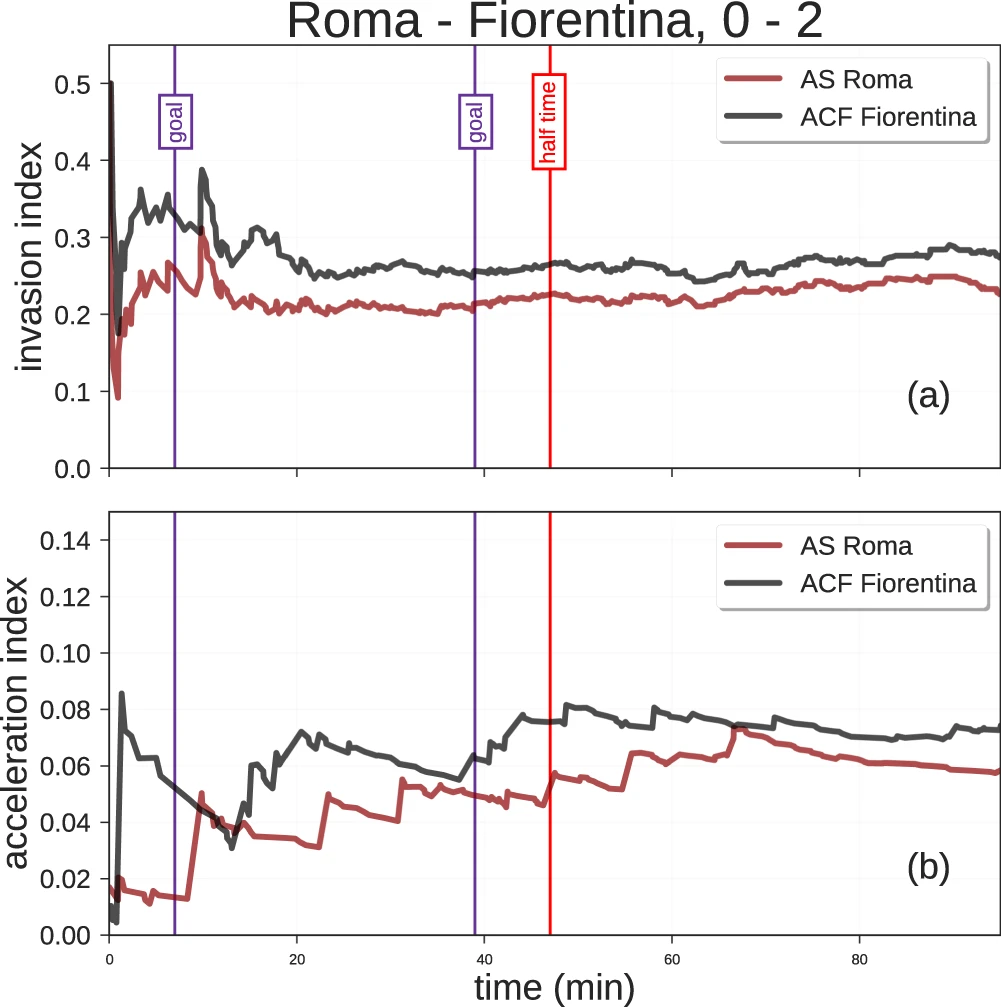 Roma - Fiorentina, 0 - 2
invasion index
0.5
0.4
0.3
0.2
0.1
0.0
goal
goal
half time
AS Roma
ACF Fiorentina
(a)
acceleration index
0.14
0.12
0.10
0.08
0.06
0.04
0.02
0.00
AS Roma
ACF Fiorentina
(b)
0
20
40
60
80
time (min)